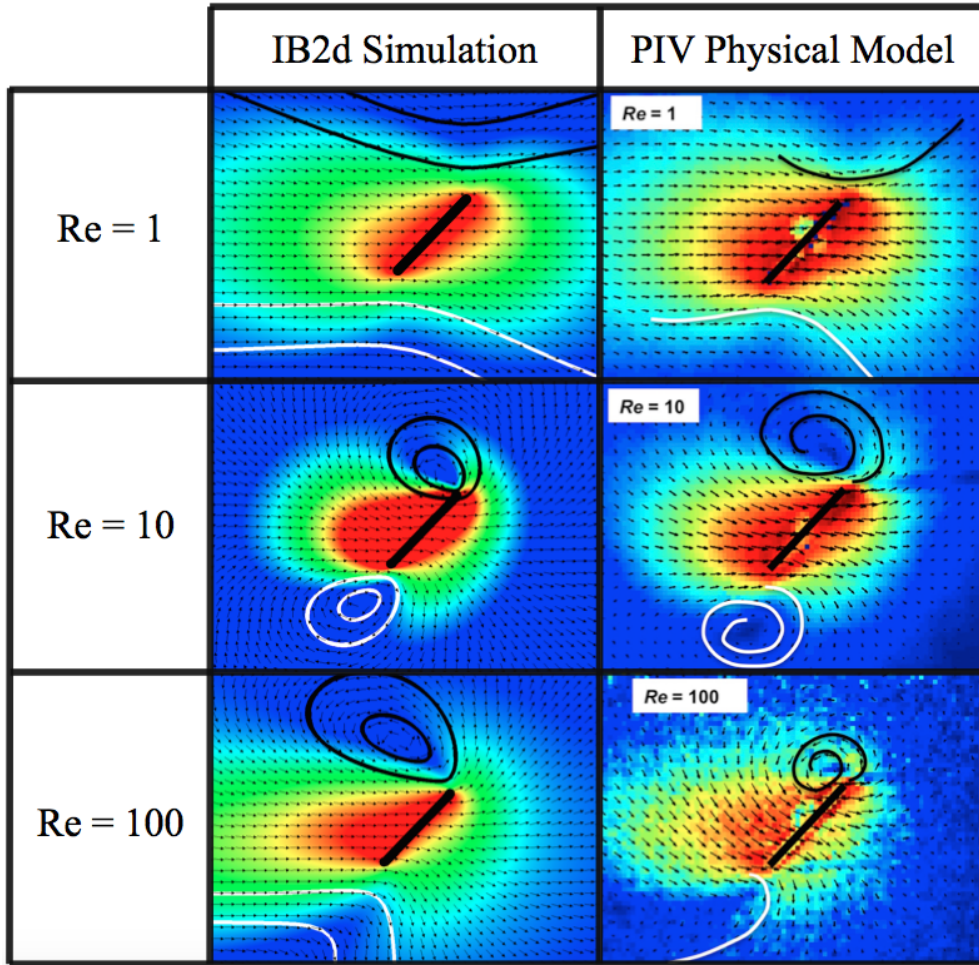 IB2d Simulation
PIV Physical Model
Re = 1
Re = 1
Re = 10
Re = 10
Re = 100
Re = 100